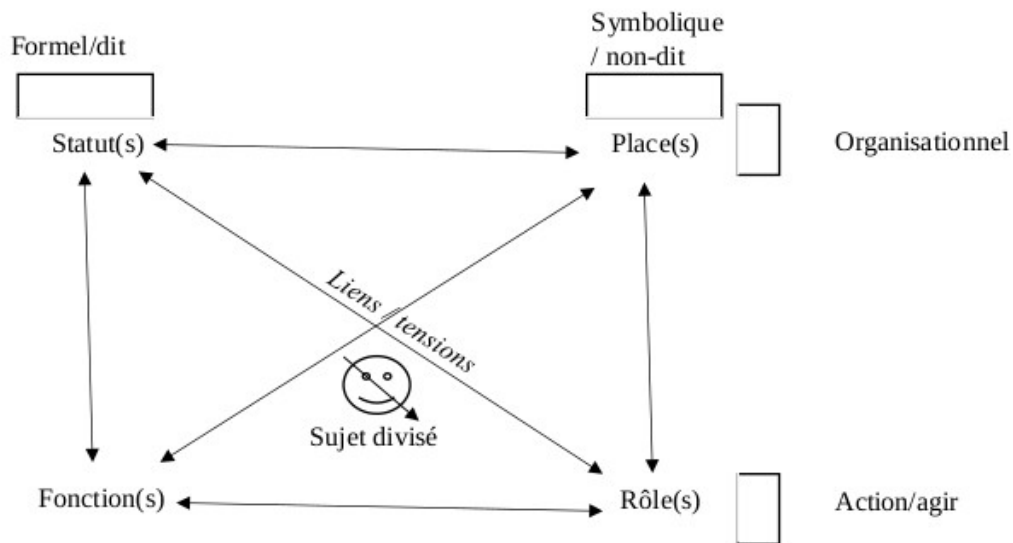 Formel/dit
Symbolique
/ non-dit
Statut(s)
Place(s)
Organisationnel
Liens / tensions
Sujet divisé
Fonction(s)
Rôle(s)
Action/agir